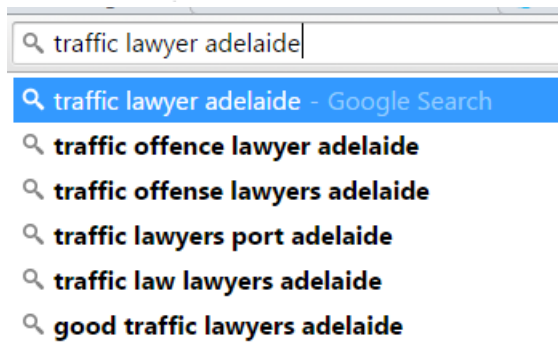 traffic lawyer adelaide
traffic lawyer adelaide - Google Search
traffic offence lawyer adelaide
traffic offense lawyers adelaide
traffic lawyers port adelaide
traffic law lawyers adelaide
good traffic lawyers adelaide